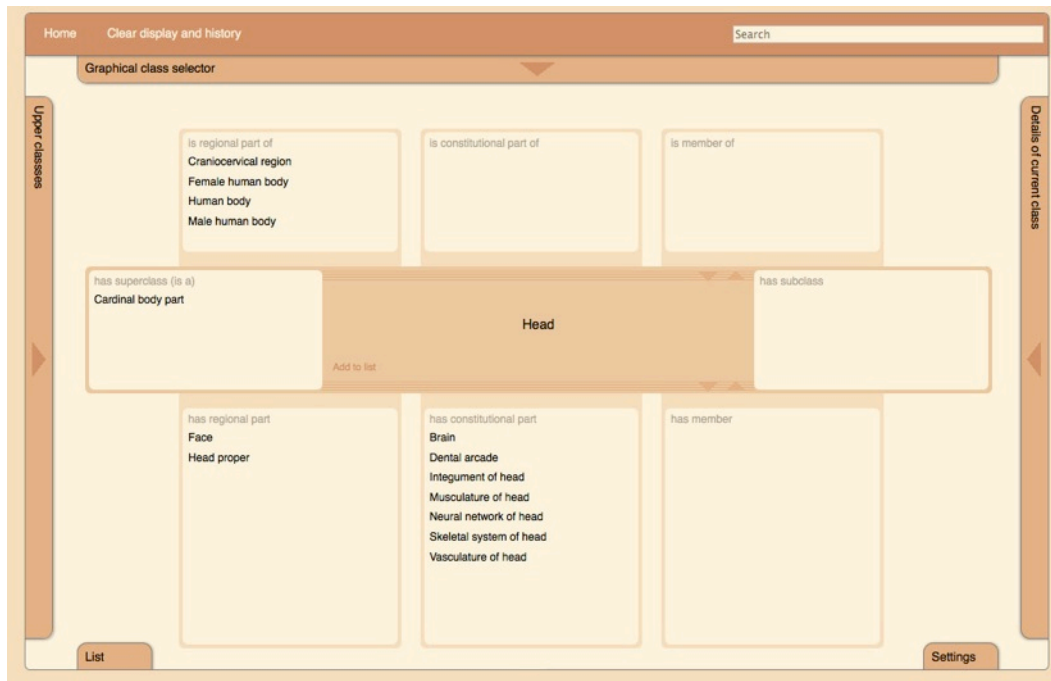 Home
Clear display and history
Search
Graphical class selector
Upper classses
Details of current class
is regional part of
Craniocervical region
Female human body
Human body
Male human body
is constitutional part of
is member of
has superclass (is a)
Cardinal body part
Head
Add to list
has subclass
has regional part
Face
Head proper
has constitutional part
Brain
Dental arcade
Integument of head
Musculature of head
Neural network of head
Skeletal system of head
Vasculature of head
has member
List
Settings